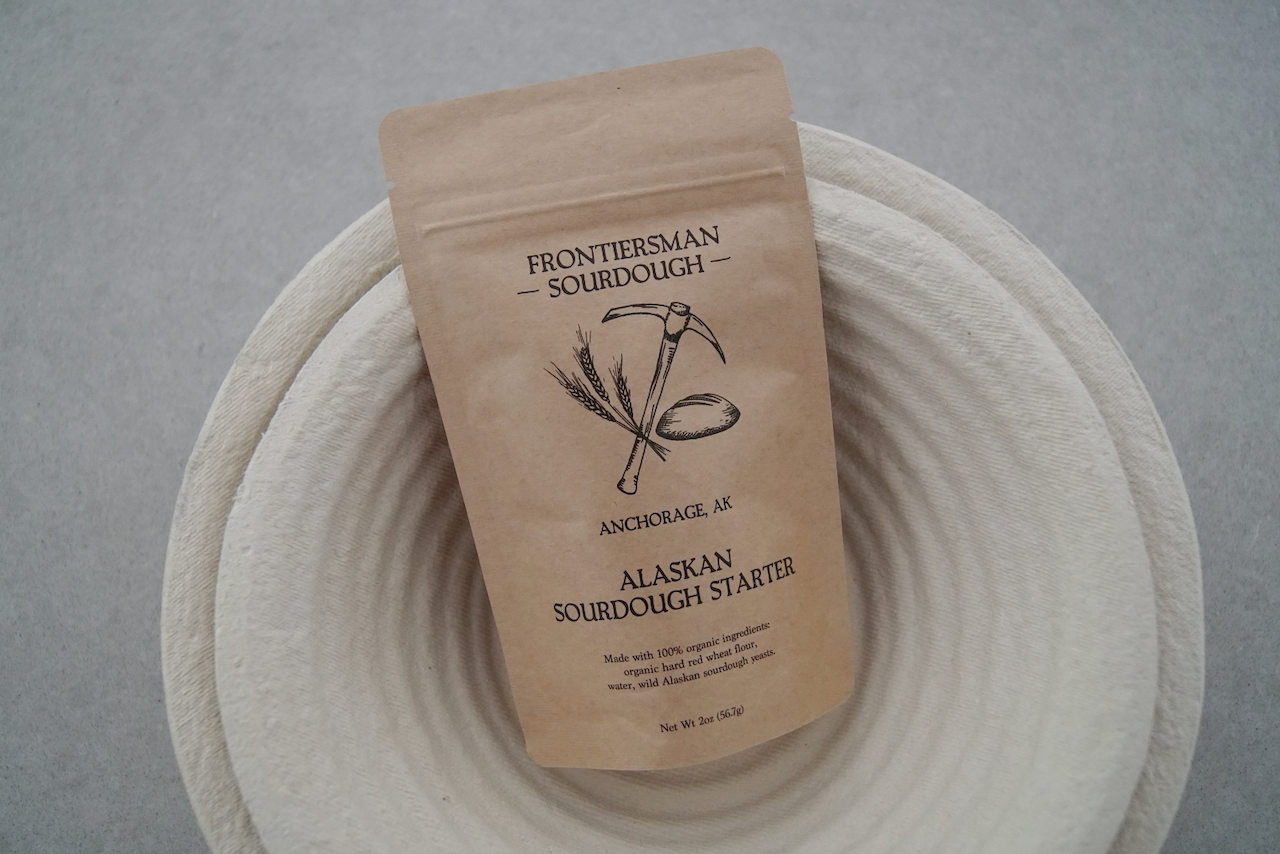 FRONTIERSMAN
— SOURDOUGH —
ANCHORAGE, AK
ALASKAN
SOURDOUGH STARTER
Made with 100% organic ingredients:
organic hard red wheat flour,
water, wild Alaskan sourdough yeasts.
Net Wt 2oz (56.7g)